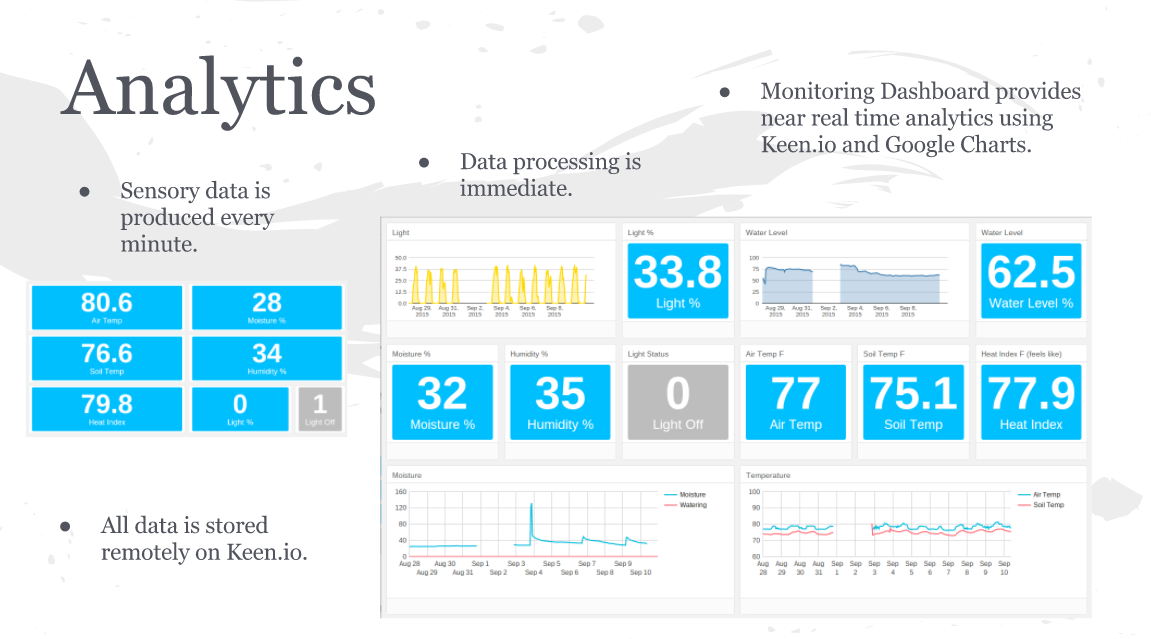 Analytics
● Sensory data is
produced every
minute.
● Data processing is
immediate.
● Monitoring Dashboard provides
near real time analytics using
Keen.io and Google Charts.
80.6
Air Temp
28
Moisture %
76.6
Soil Temp
34
Humidity %
79.8
Heat Index
0
Light %
1
Light Off
● All data is stored
remotely on Keen.io.
Light
50.0
37.5
25.0
12.5
0.0
Aug 29, 2015
Aug 31, 2015
Sep 2, 2015
Sep 4, 2015
Sep 6, 2015
Sep 8, 2015
Light %
33.8
Light %
Water Level
100
75
50
25
0
Aug 29, 2015
Aug 31, 2015
Sep 2, 2015
Sep 4, 2015
Sep 6, 2015
Sep 8, 2015
Water Level
62.5
Water Level %
Moisture %
32
Moisture %
Humidity %
35
Humidity %
Light Status
0
Light Off
Air Temp F
77
Air Temp
Soil Temp F
75.1
Soil Temp
Heat Index F (feels like)
77.9
Heat Index
Moisture
160
120
80
40
0
Aug 28 Aug 30 Sep 1 Sep 3 Sep 5 Sep 7 Sep 9
Aug 29 Aug 31 Sep 2 Sep 4 Sep 6 Sep 8 Sep 10
Moisture
Watering
Temperature
100
90
80
70
60
Aug Aug Aug Aug Sep Sep Sep Sep Sep Sep Sep Sep Sep Sep
28 29 30 31 1 2 3 4 5 6 7 8 9 10
Air Temp
Soil Temp